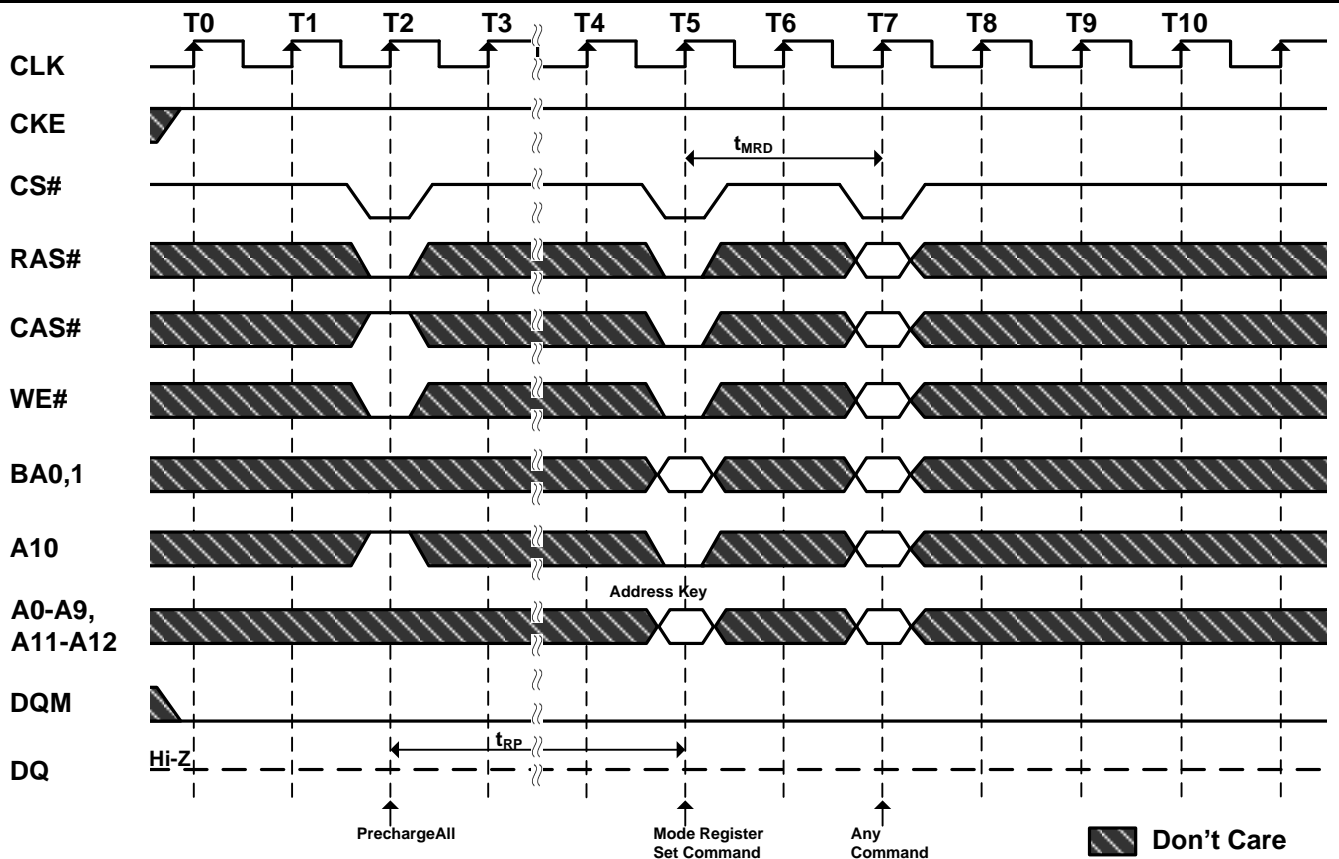 T0 T1 T2 T3 T4 T5 T6 T7 T8 T9 T10
CLK
CKE
tMRD
CS#
RAS#
CAS#
WE#
BA0,1
A10
Address Key
A0-A9,
A11-A12
DQM
tRP
Hi-Z
DQ
PrechargeAll
Mode Register
Set Command
Any
Command
Don't Care